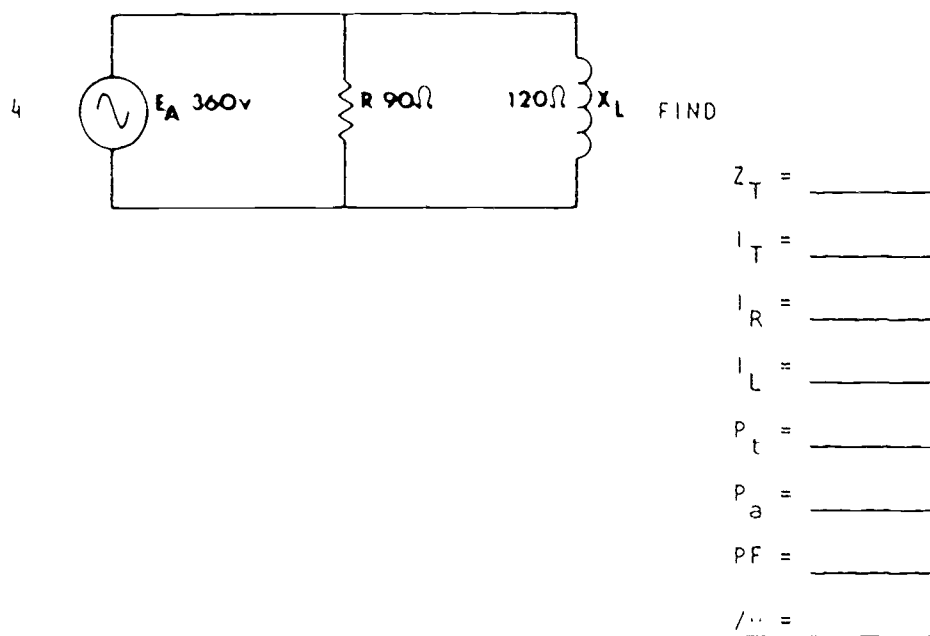 4 E_A 360v R 90Ω 120Ω X_L FIND
Z_T =
I_T =
I_R =
I_L =
P_t =
P_a =
PF =